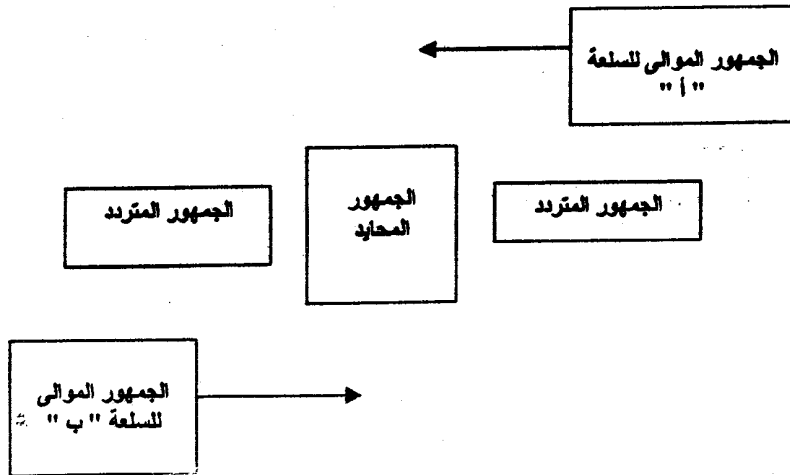 الجمهور الموالى للسلعة
" أ "
الجمهور المتردد
الجمهور
المحايد
الجمهور المتردد
الجمهور الموالى
للسلعة " ب "